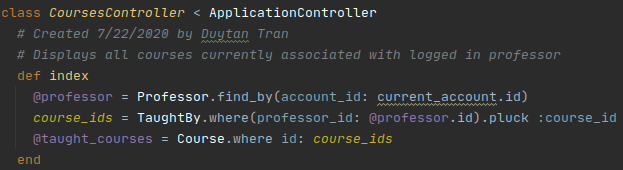 class CoursesController < ApplicationController
  # Created 7/22/2020 by Duytan Tran
  # Displays all courses currently associated with logged in professor
  def index
    @professor = Professor.find_by(account_id: current_account.id)
    course_ids = TaughtBy.where(professor_id: @professor.id).pluck :course_id
    @taught_courses = Course.where id: course_ids
  end